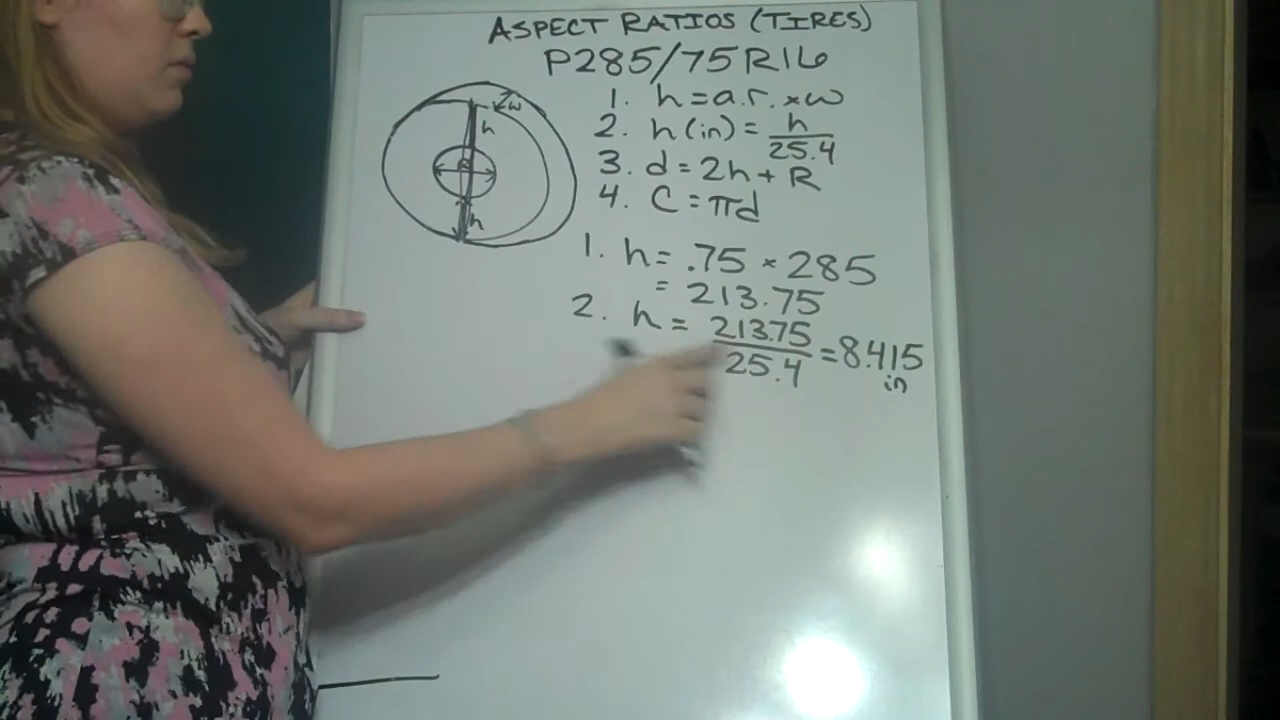 ASPECT RATIOS (TIRES)
P285/75R16
1. h = a.r. × w
2. h(in) = h/25.4
3. d = 2h + R
4. C = πd
w
h
R
h
1. h = .75 × 285
= 213.75
2. h = 213.75/25.4 = 8.415
in